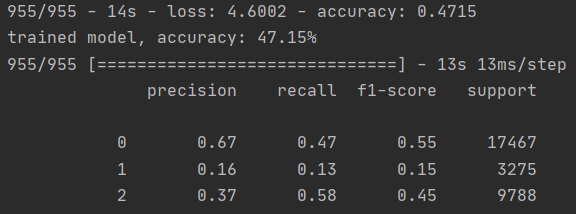 955/955 - 14s - loss: 4.6002 - accuracy: 0.4715
trained model, accuracy: 47.15%
955/955 [==============================] - 13s 13ms/step
precision recall f1-score support
0 0.67 0.47 0.55 17467
1 0.16 0.13 0.15 3275
2 0.37 0.58 0.45 9788